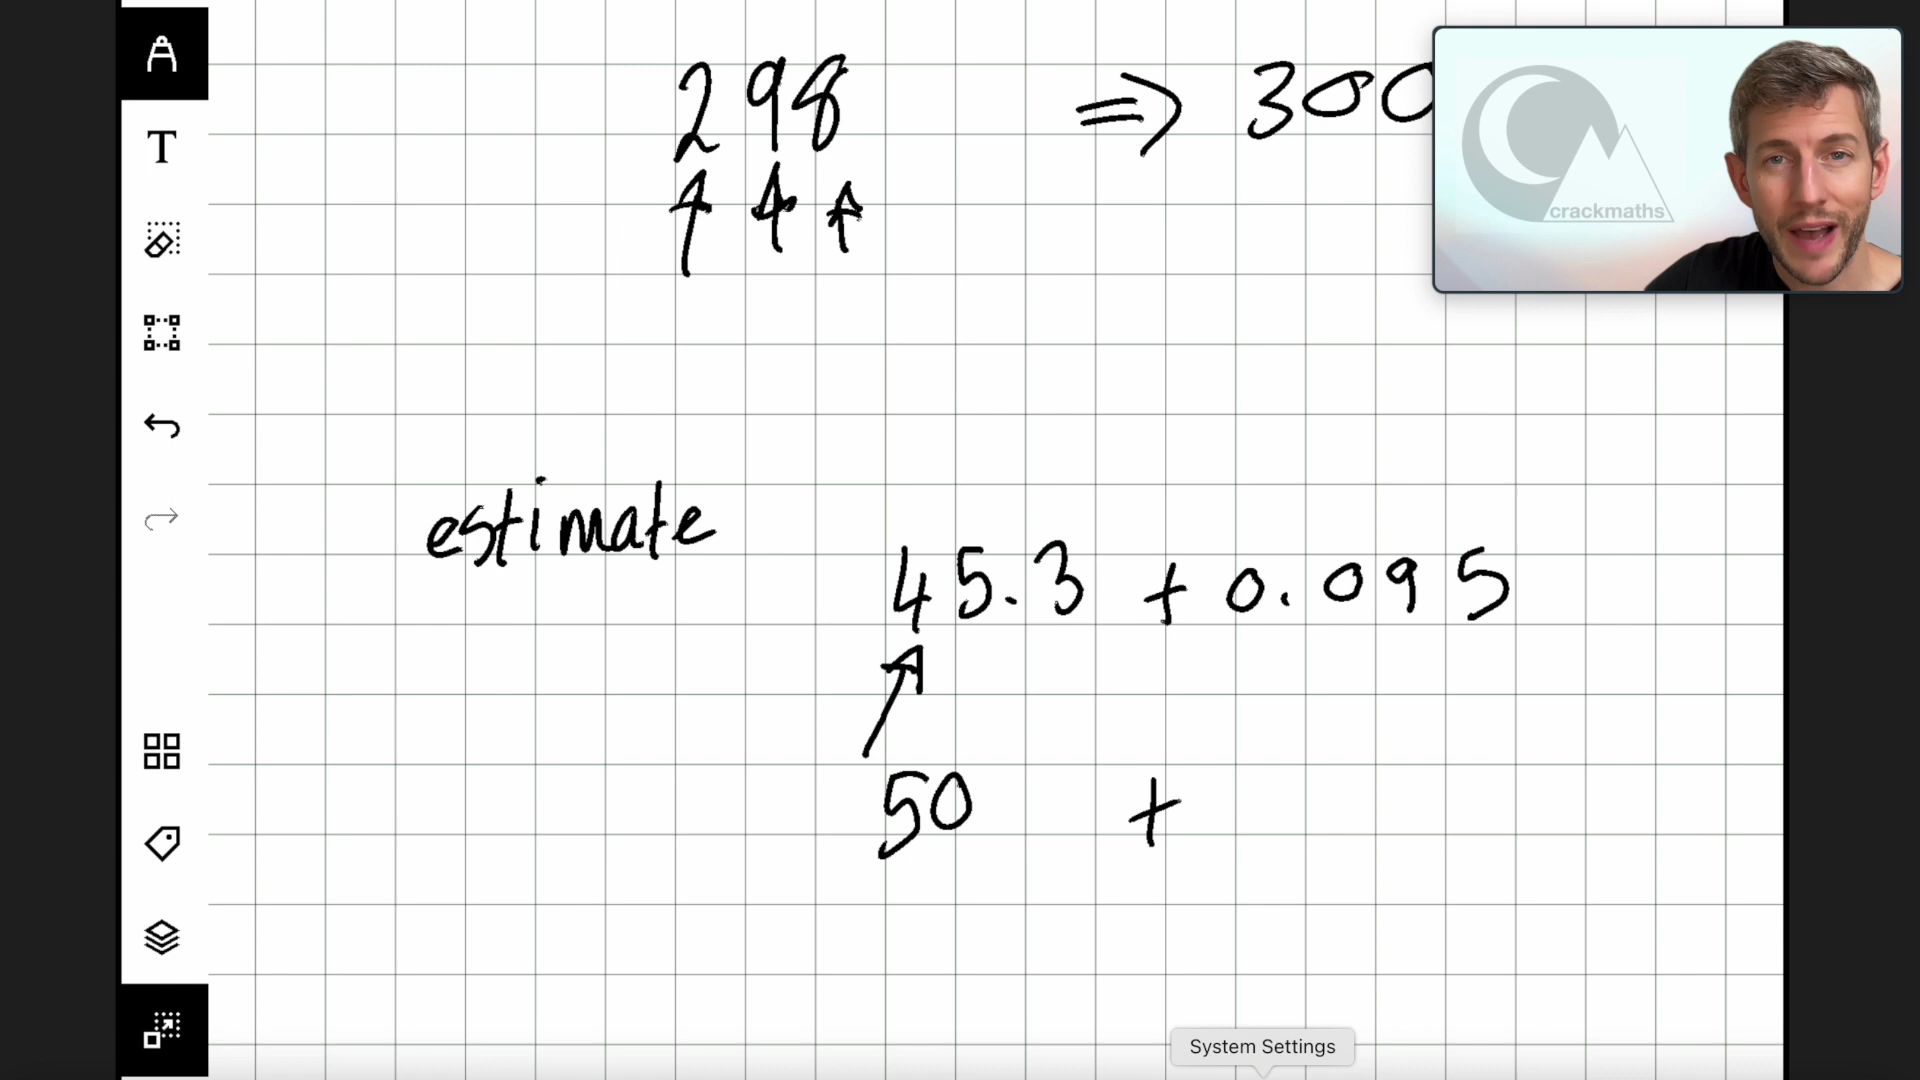 298 ⇒ 300
crackmaths
T
estimate
45.3 + 0.095
50 +
System Settings